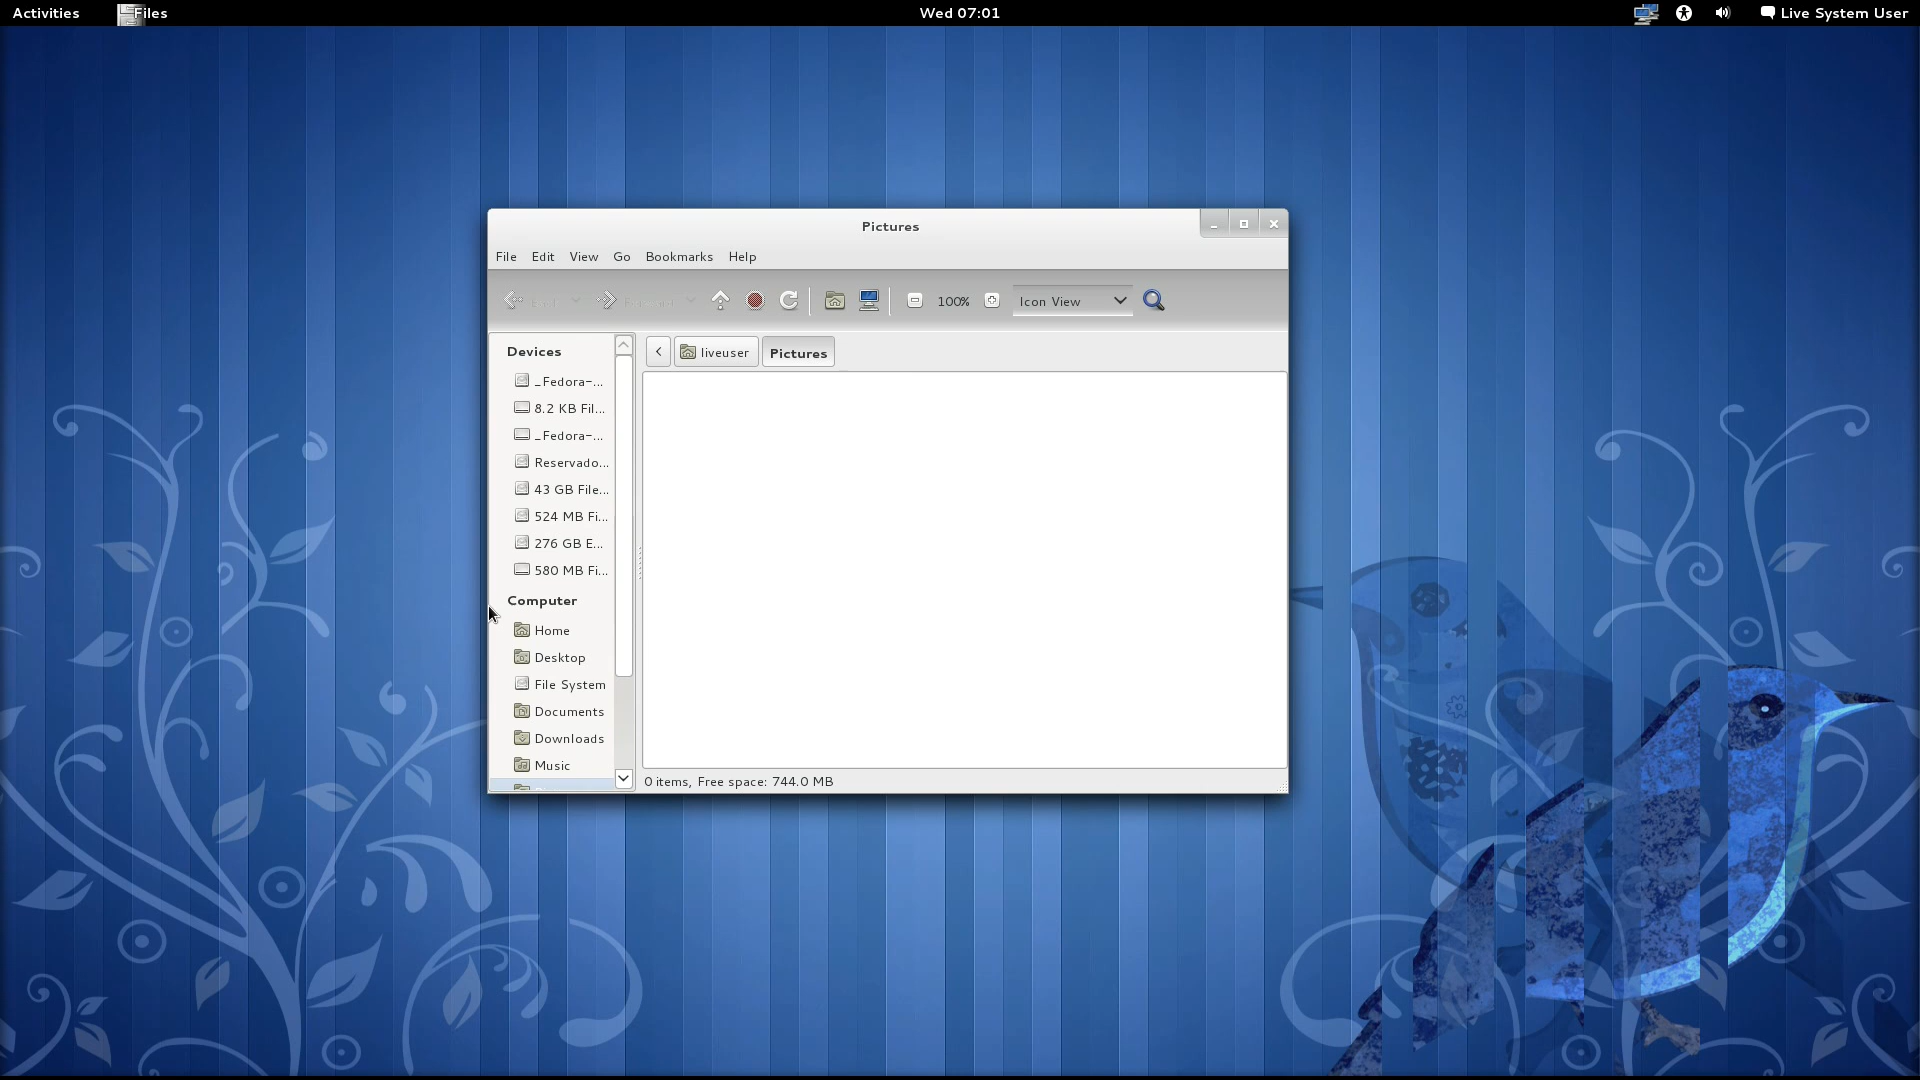 Activities Files Wed 07:01 Live System User
Pictures
File Edit View Go Bookmarks Help
100% Icon View
Devices
liveuser Pictures
_Fedora-...
8.2 KB Fil...
_Fedora-...
Reservado...
43 GB File...
524 MB Fi...
276 GB E...
580 MB Fi...
Computer
Home
Desktop
File System
Documents
Downloads
Music
0 items, Free space: 744.0 MB